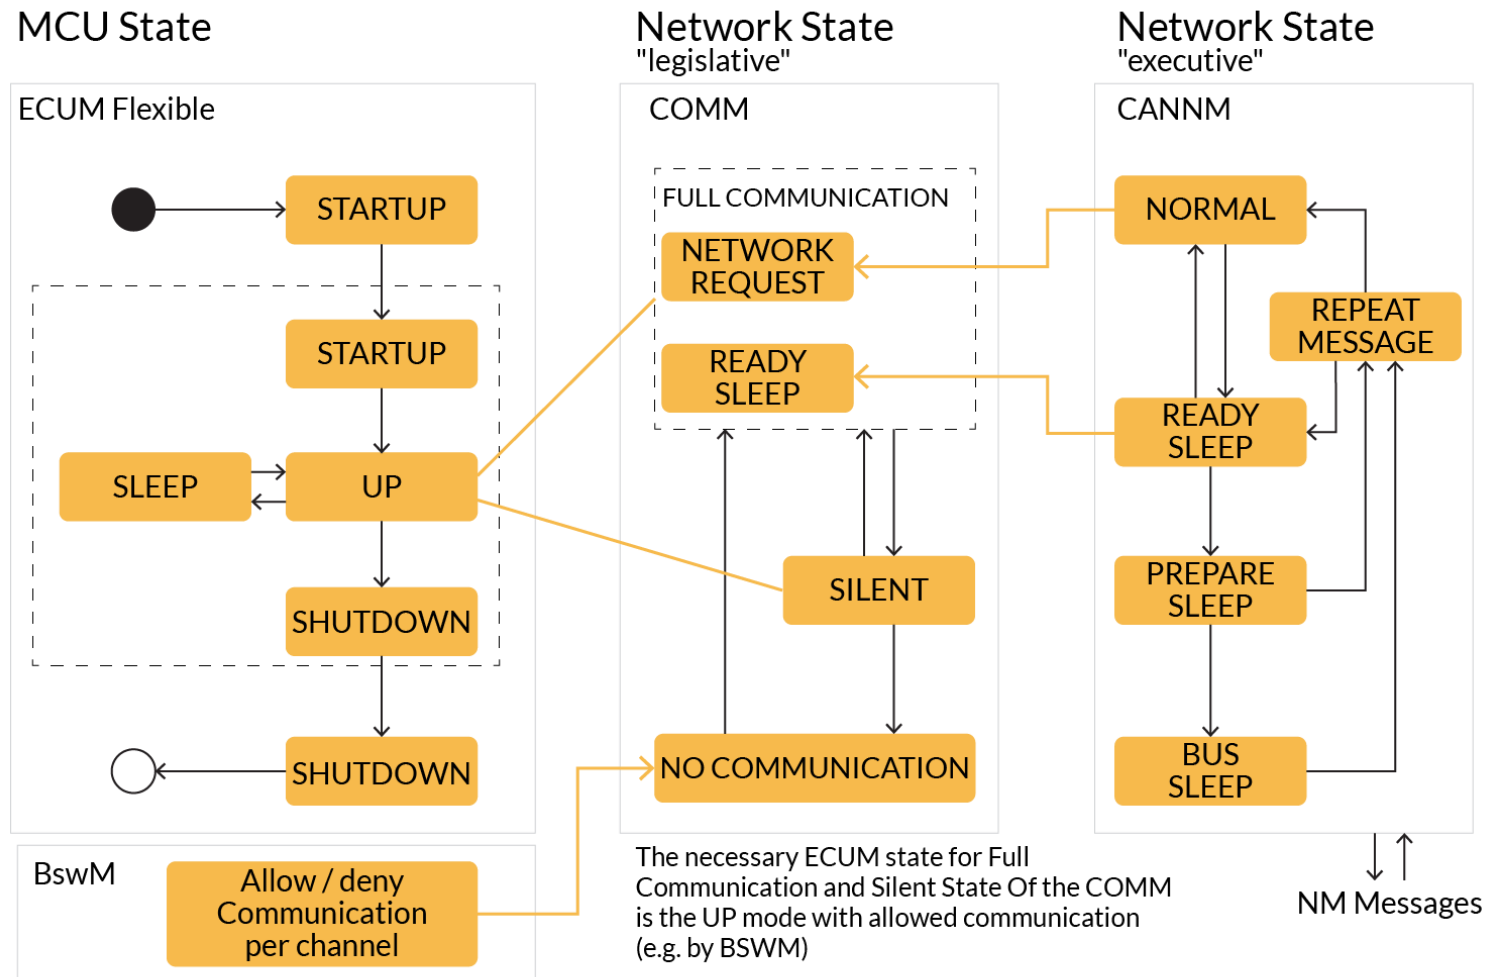 MCU State
Network State
"legislative"
Network State
"executive"
ECUM Flexible
STARTUP
STARTUP
SLEEP
UP
SHUTDOWN
SHUTDOWN
BswM
Allow / deny
Communication
per channel
COMM
FULL COMMUNICATION
NETWORK
REQUEST
READY
SLEEP
SILENT
NO COMMUNICATION
The necessary ECUM state for Full
Communication and Silent State Of the COMM
is the UP mode with allowed communication
(e.g. by BSWM)
CANNM
NORMAL
REPEAT
MESSAGE
READY
SLEEP
PREPARE
SLEEP
BUS
SLEEP
NM Messages